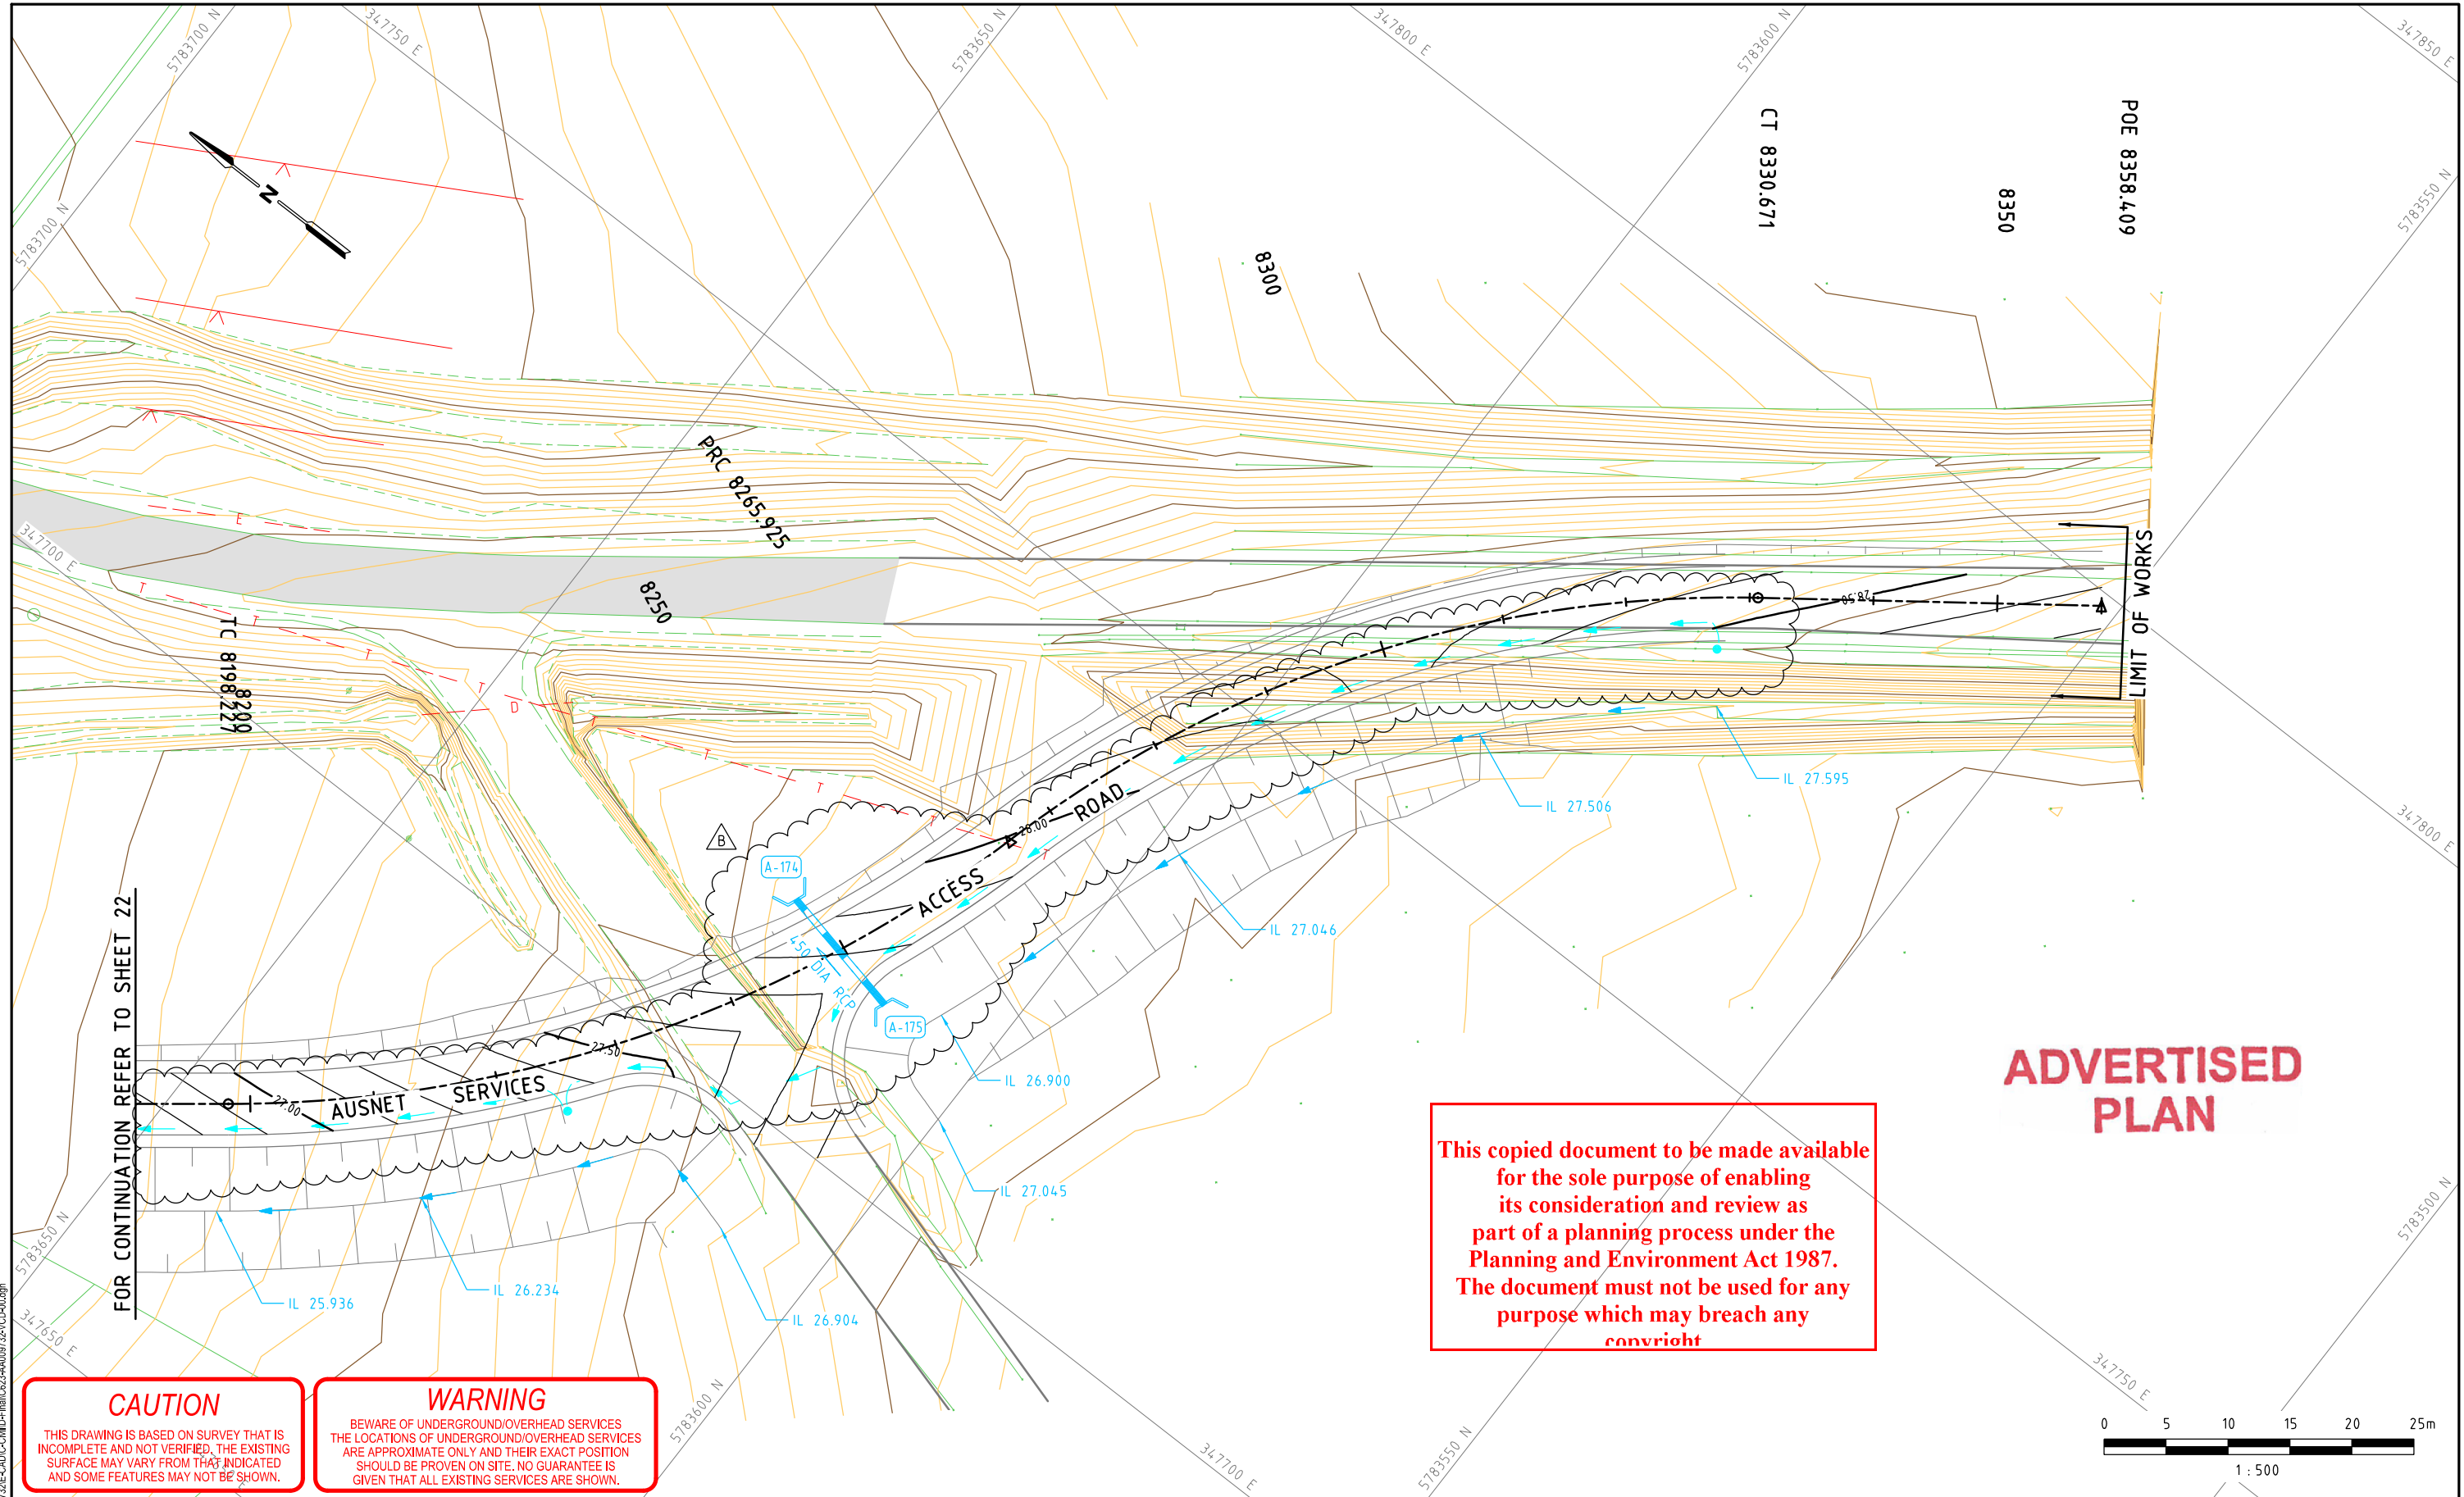 5783700 N
347750 E
5783650 N
347800 E
5783600 N
347850 E
5783700 N
N
CT 8330.671
POE 8358.409
8350
5783550 N
8300
PRC 8265.925
8250
347700 E
E
T
T
T
T
T
T
T
T
T
D
TC 8198.227
8200
LIMIT OF WORKS
28.50
IL 27.595
IL 27.506
347800 E
ROAD
28.00
ACCESS
B
A-174
450 DIA RCP
A-175
IL 27.046
IL 26.900
IL 27.045
FOR CONTINUATION REFER TO SHEET 22
27.50
27.00
AUSNET SERVICES
IL 25.936
IL 26.234
IL 26.904
5783650 N
347650 E
5783600 N
347700 E
5783550 N
347750 E
5783500 N
ADVERTISED
PLAN
This copied document to be made available
for the sole purpose of enabling
its consideration and review as
part of a planning process under the
Planning and Environment Act 1987.
The document must not be used for any
purpose which may breach any
copyright
CAUTION
THIS DRAWING IS BASED ON SURVEY THAT IS
INCOMPLETE AND NOT VERIFIED. THE EXISTING
SURFACE MAY VARY FROM THAT INDICATED
AND SOME FEATURES MAY NOT BE SHOWN.
WARNING
BEWARE OF UNDERGROUND/OVERHEAD SERVICES
THE LOCATIONS OF UNDERGROUND/OVERHEAD SERVICES
ARE APPROXIMATE ONLY AND THEIR EXACT POSITION
SHOULD BE PROVEN ON SITE. NO GUARANTEE IS
GIVEN THAT ALL EXISTING SERVICES ARE SHOWN.
0 5 10 15 20 25m
1 : 500